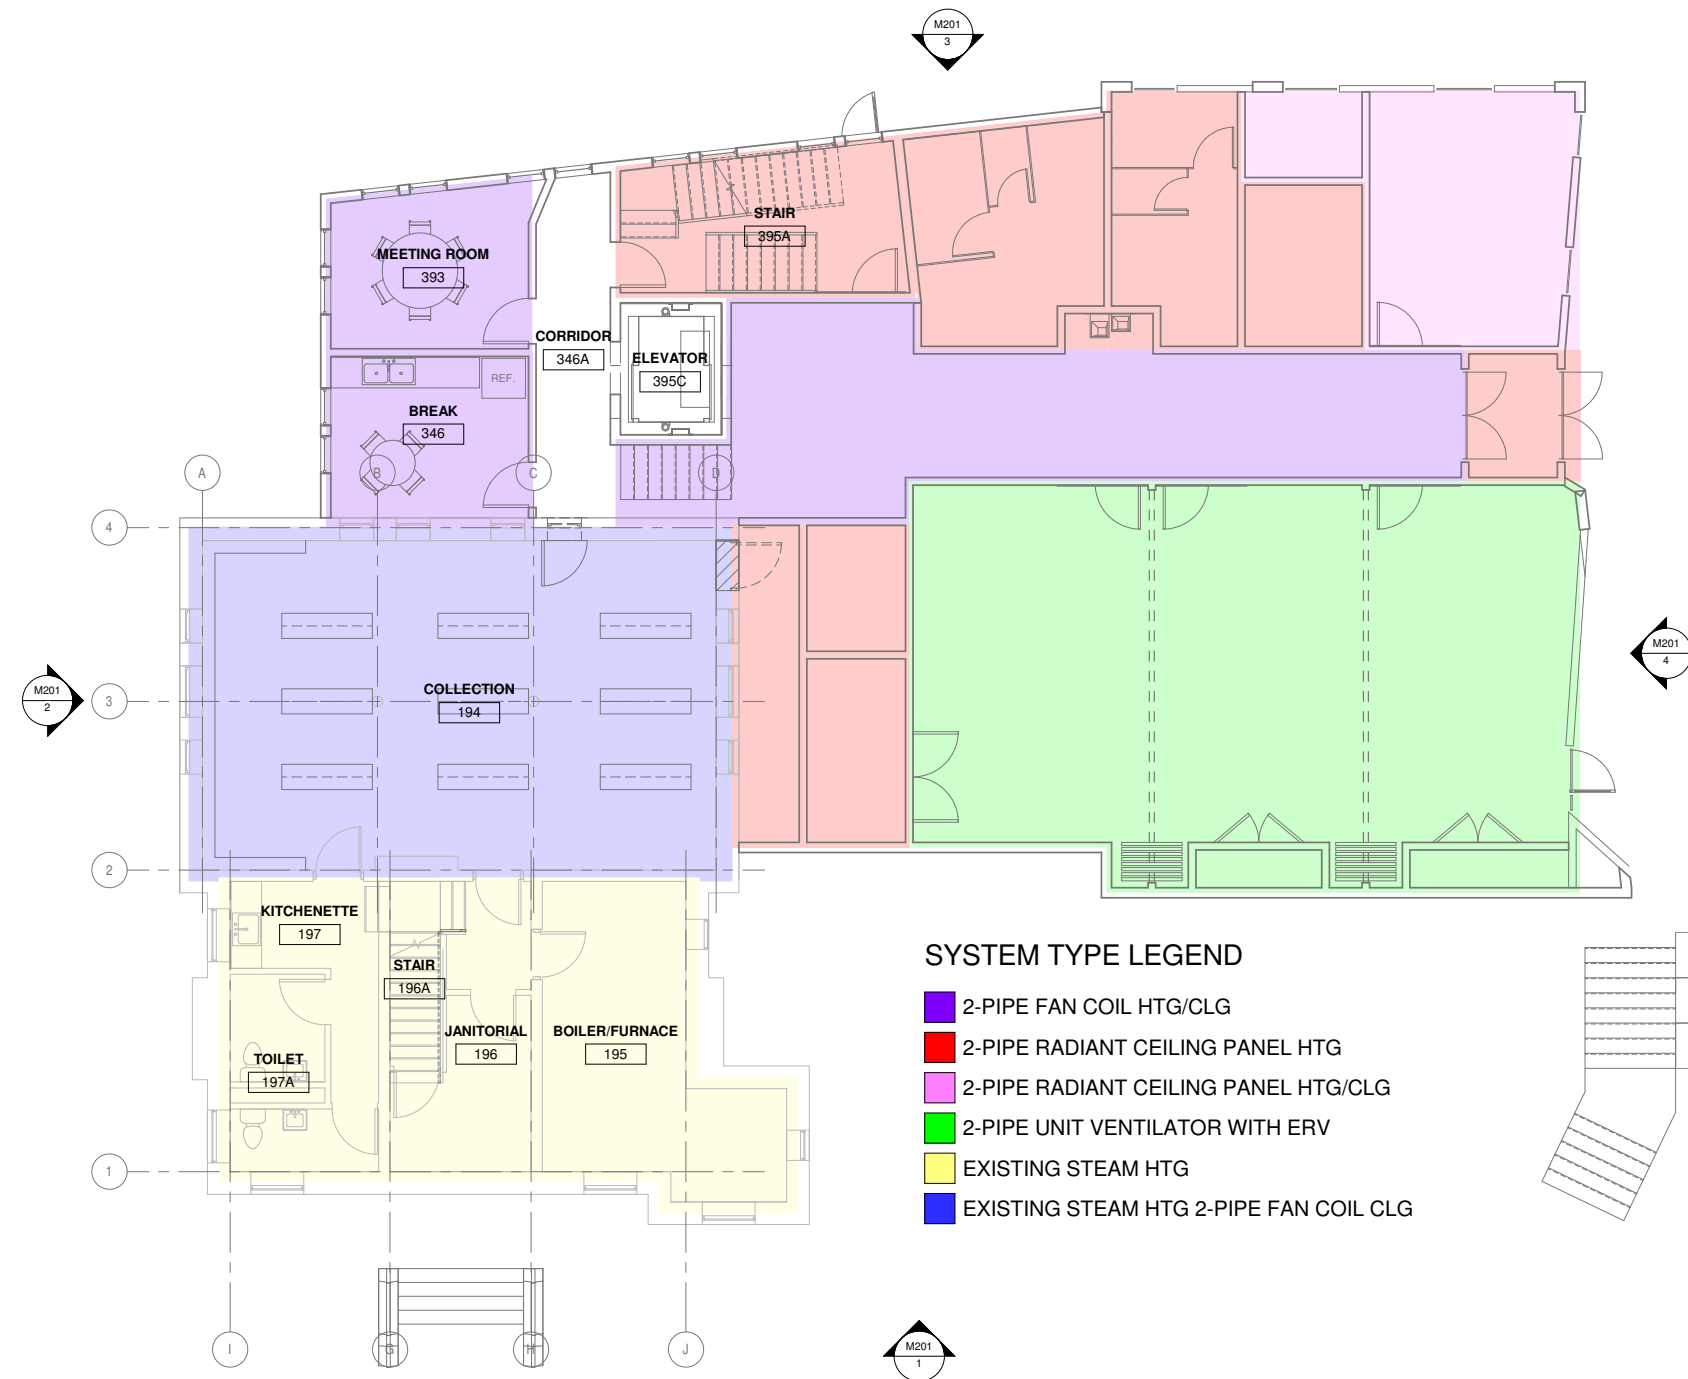 M201
3
STAIR
395A
MEETING ROOM
393
CORRIDOR
346A
ELEVATOR
395C
REF.
BREAK
346
A
B
C
D
4
COLLECTION
194
3
M201
2
M201
4
2
KITCHENETTE
197
STAIR
196A
JANITORIAL
196
BOILER/FURNACE
195
TOILET
197A
1
SYSTEM TYPE LEGEND
2-PIPE FAN COIL HTG/CLG
2-PIPE RADIANT CEILING PANEL HTG
2-PIPE RADIANT CEILING PANEL HTG/CLG
2-PIPE UNIT VENTILATOR WITH ERV
EXISTING STEAM HTG
EXISTING STEAM HTG 2-PIPE FAN COIL CLG
I
G
H
J
M201
1